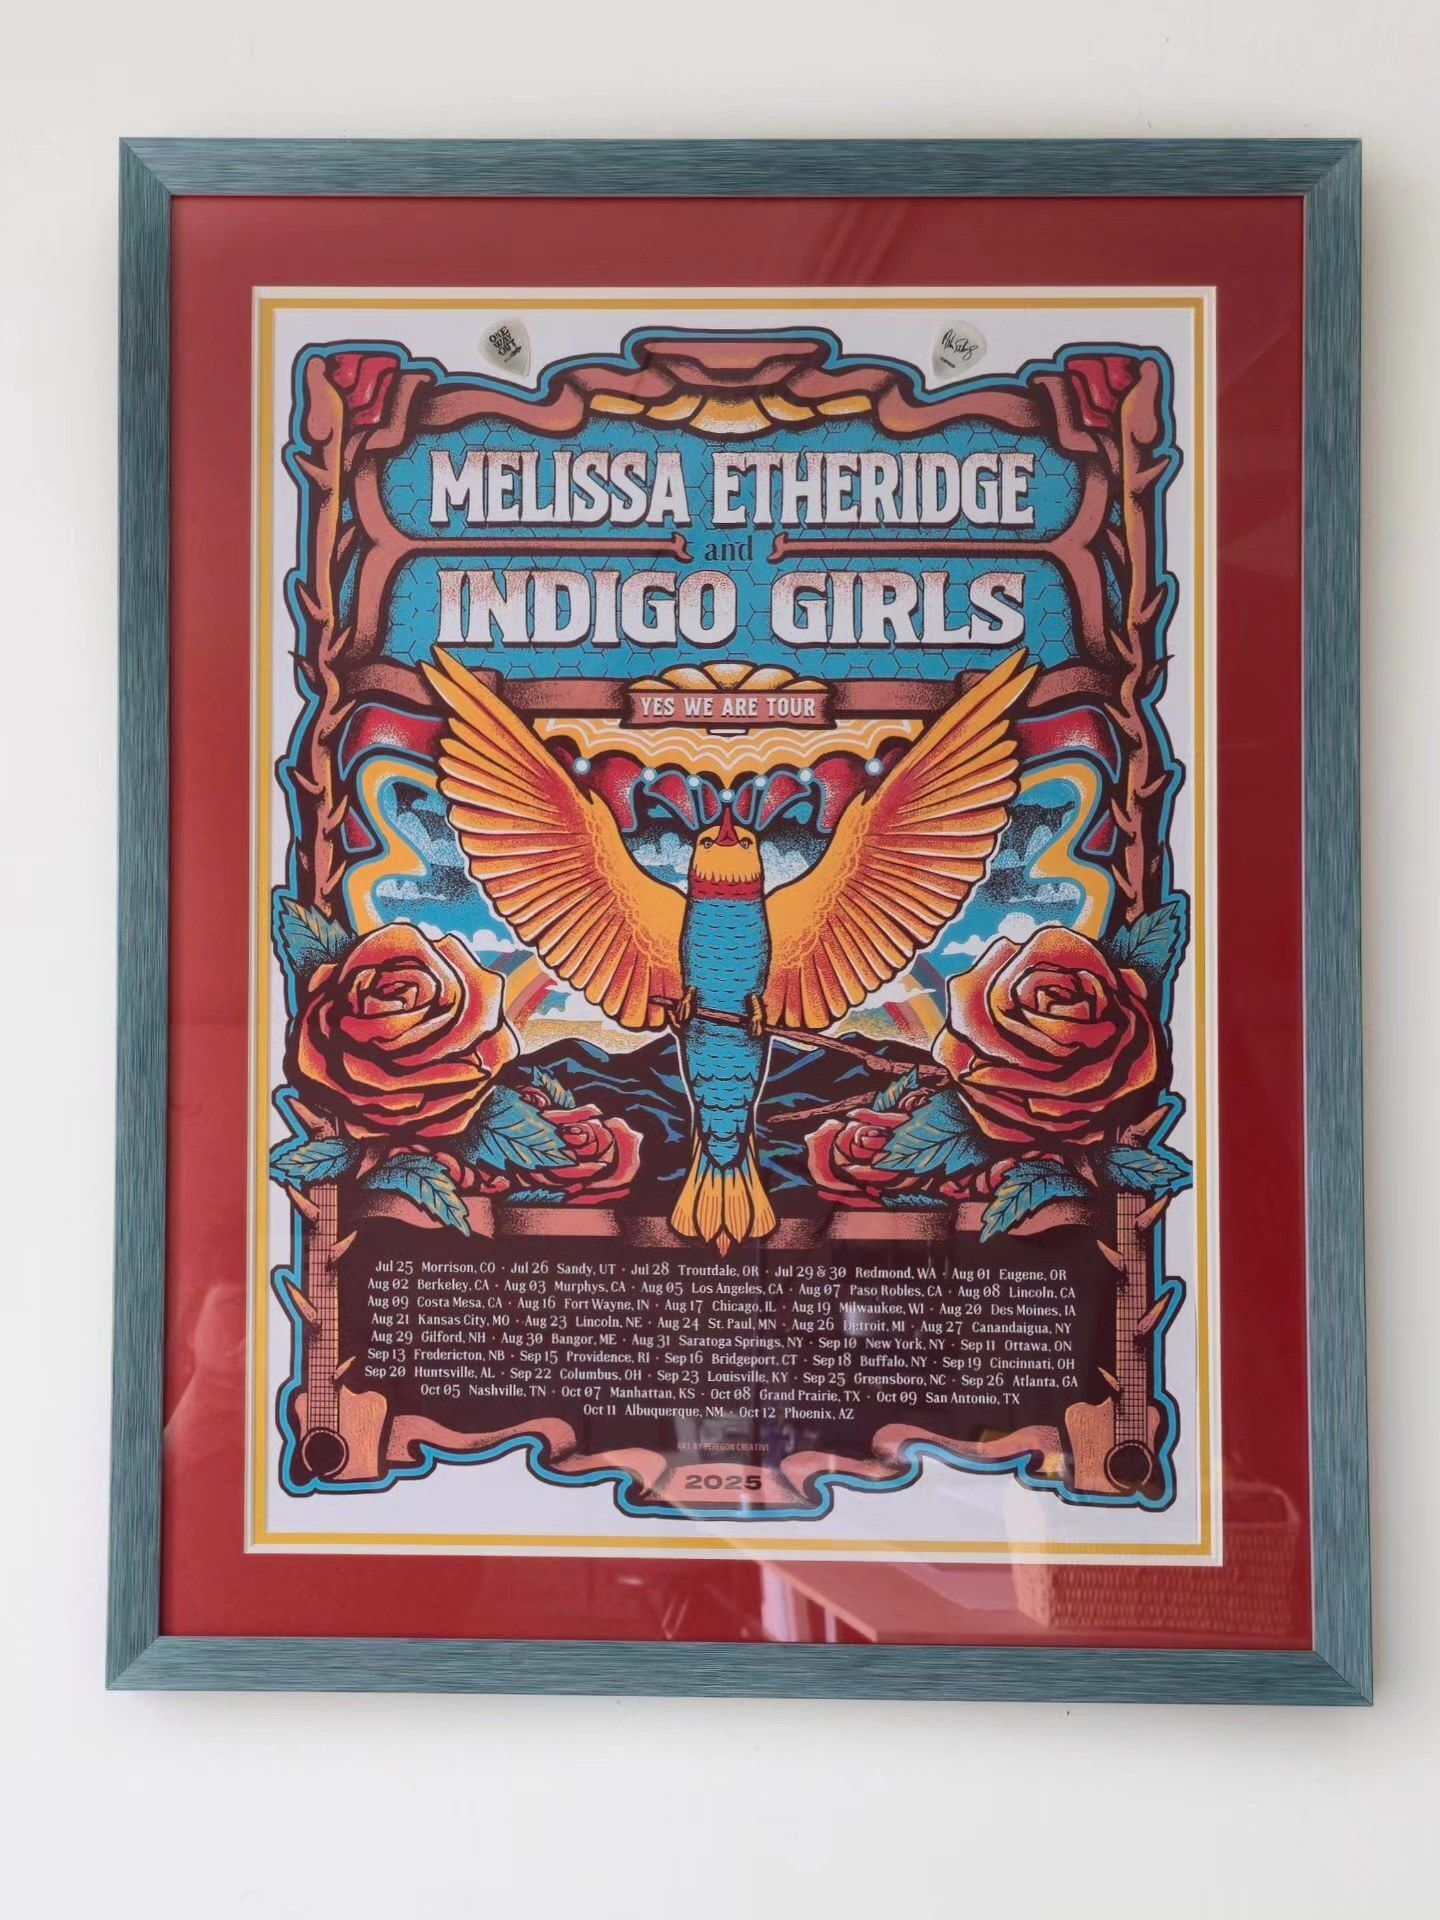 ONE
WAY
OUT
MELISSA ETHERIDGE
and
INDIGO GIRLS
YES WE ARE TOUR
Jul 25 Morrison, CO · Jul 26 Sandy, UT · Jul 28 Troutdale, OR · Jul 29 & 30 Redmond, WA · Aug 01 Eugene, OR
Aug 02 Berkeley, CA · Aug 03 Murphys, CA · Aug 05 Los Angeles, CA · Aug 07 Paso Robles, CA · Aug 08 Lincoln, CA
Aug 09 Costa Mesa, CA · Aug 16 Fort Wayne, IN · Aug 17 Chicago, IL · Aug 19 Milwaukee, WI · Aug 20 Des Moines, IA
Aug 21 Kansas City, MO · Aug 23 Lincoln, NE · Aug 24 St. Paul, MN · Aug 26 Detroit, MI · Aug 27 Canandaigua, NY
Aug 29 Gilford, NH · Aug 30 Bangor, ME · Aug 31 Saratoga Springs, NY · Sep 10 New York, NY · Sep 11 Ottawa, ON
Sep 13 Fredericton, NB · Sep 15 Providence, RI · Sep 16 Bridgeport, CT · Sep 18 Buffalo, NY · Sep 19 Cincinnati, OH
Sep 20 Huntsville, AL · Sep 22 Columbus, OH · Sep 23 Louisville, KY · Sep 25 Greensboro, NC · Sep 26 Atlanta, GA
Oct 05 Nashville, TN · Oct 07 Manhattan, KS · Oct 08 Grand Prairie, TX · Oct 09 San Antonio, TX
Oct 11 Albuquerque, NM · Oct 12 Phoenix, AZ
ART BY PEREGON CREATIVE
2025